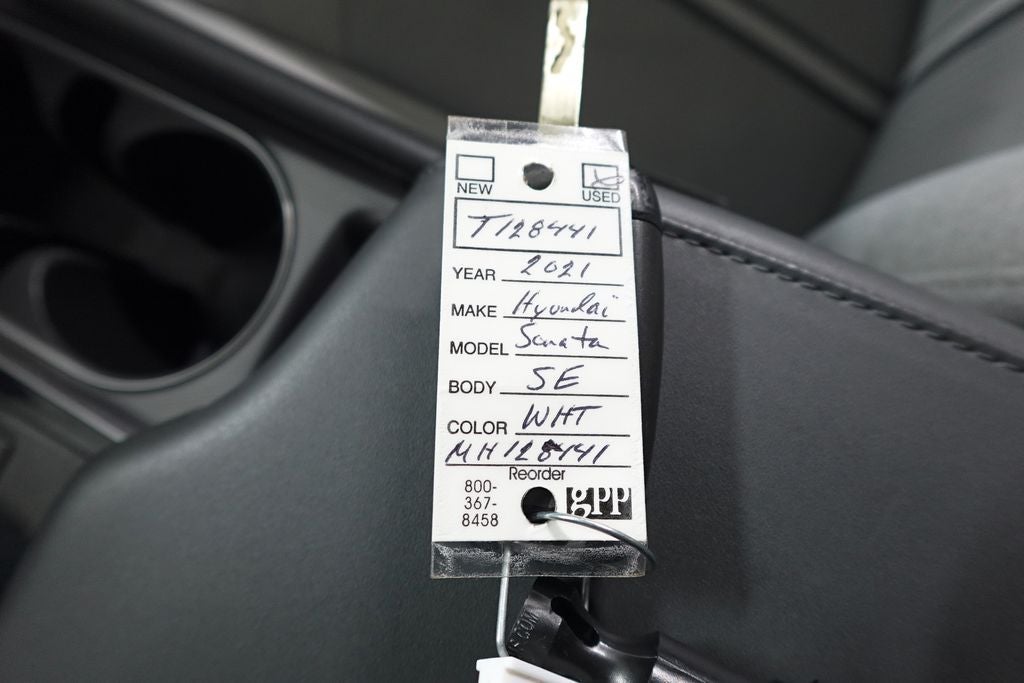 NEW USED
T128441
YEAR 2021
MAKE Hyundai
MODEL Sonata
BODY SE
COLOR WHT
MH128441
Reorder
800-
367-
8458
gpp
.COM